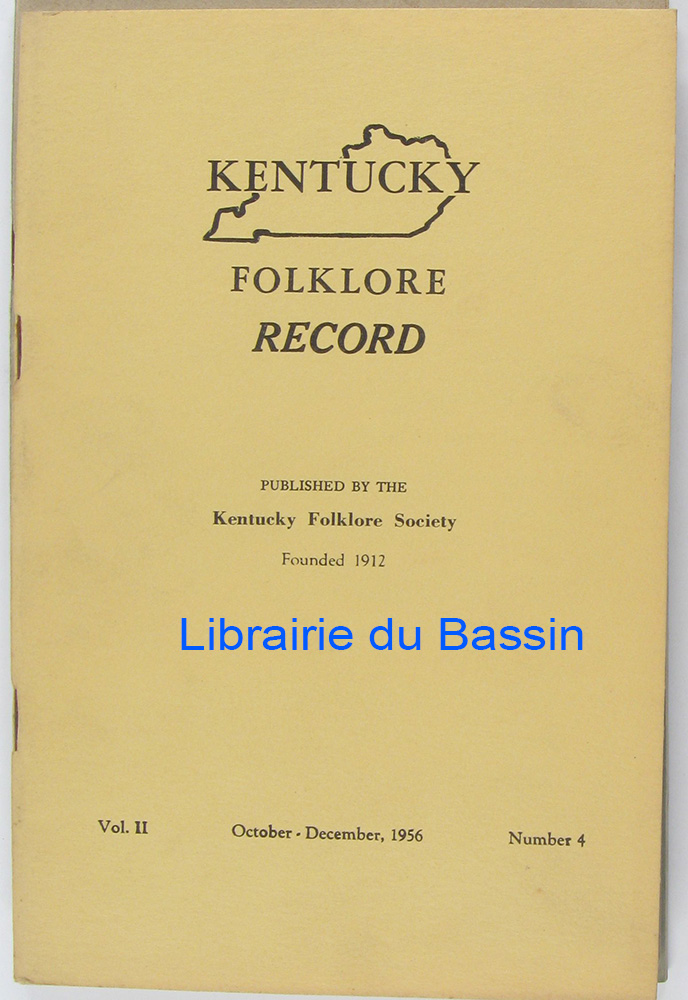 KENTUCKY
FOLKLORE
RECORD
PUBLISHED BY THE
Kentucky Folklore Society
Founded 1912
Librairie du Bassin
Vol. II October - December, 1956 Number 4